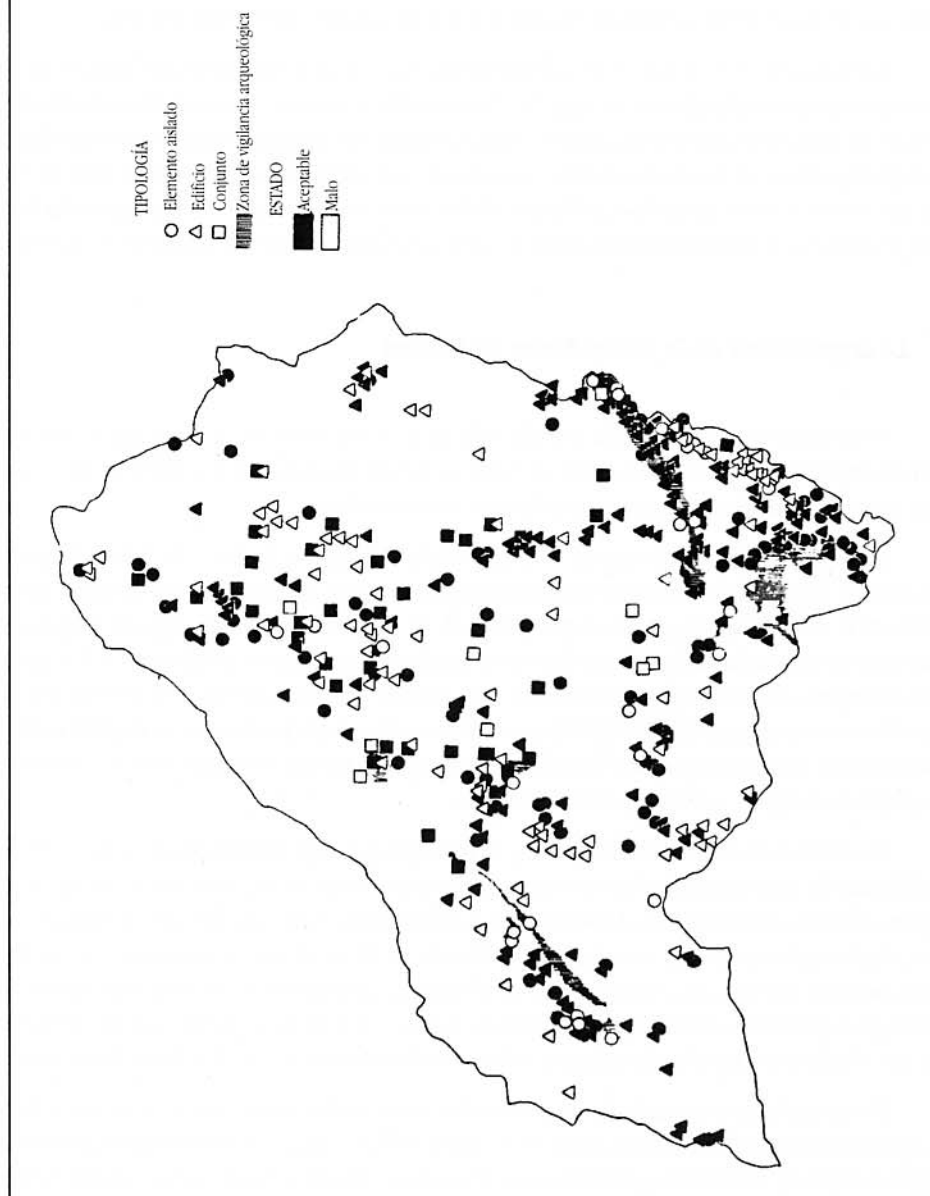 TIPOLOGÍA
Elemento aislado
Edificio
Conjunto
Zona de vigilancia arqueológica
ESTADO
Aceptable
Malo